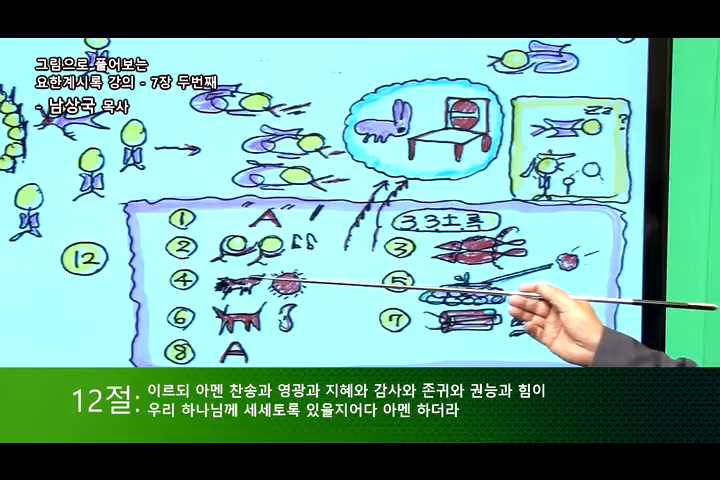 그림으로 풀어보는
요한계시록 강의 - 7장 두번째
- 남상국 목사
zz ?
① A
3.3土록
②
③
12
④
⑤
⑥
⑦
⑧ A
12절: 이르되 아멘 찬송과 영광과 지혜와 감사와 존귀와 권능과 힘이
우리 하나님께 세세토록 있을지어다 아멘 하더라